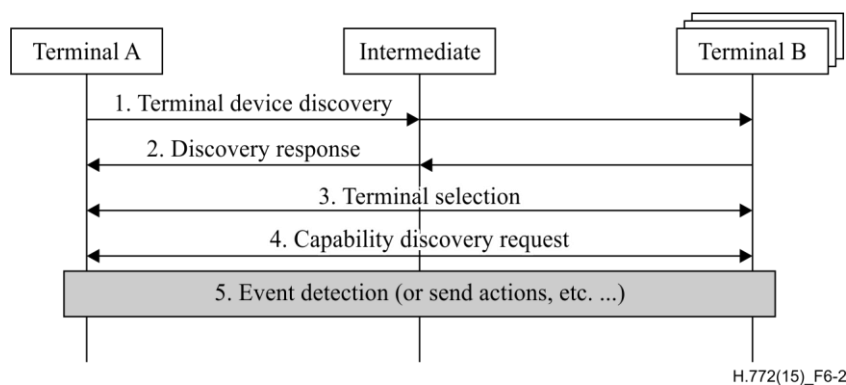 Terminal A
Intermediate
Terminal B
1. Terminal device discovery
2. Discovery response
3. Terminal selection
4. Capability discovery request
5. Event detection (or send actions, etc. ...)
H.772(15)_F6-2